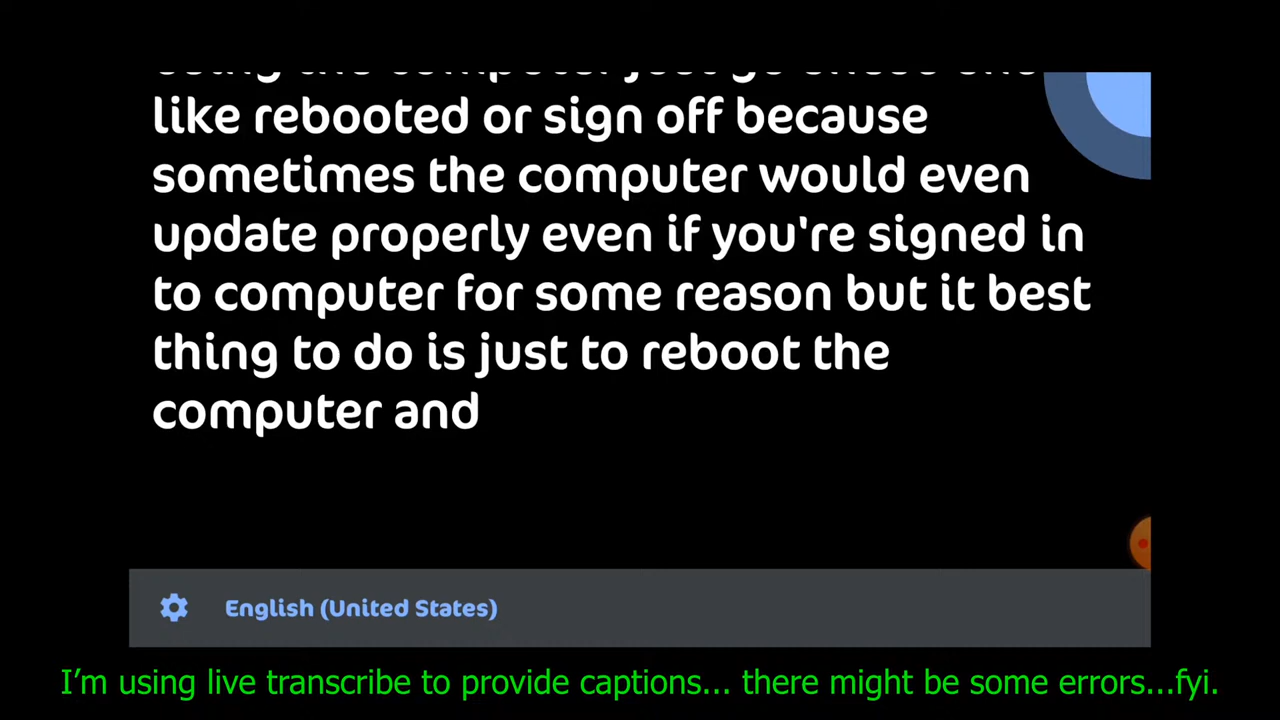 like rebooted or sign off because
sometimes the computer would even
update properly even if you're signed in
to computer for some reason but it best
thing to do is just to reboot the
computer and
English (United States)
I'm using live transcribe to provide captions... there might be some errors...fyi.